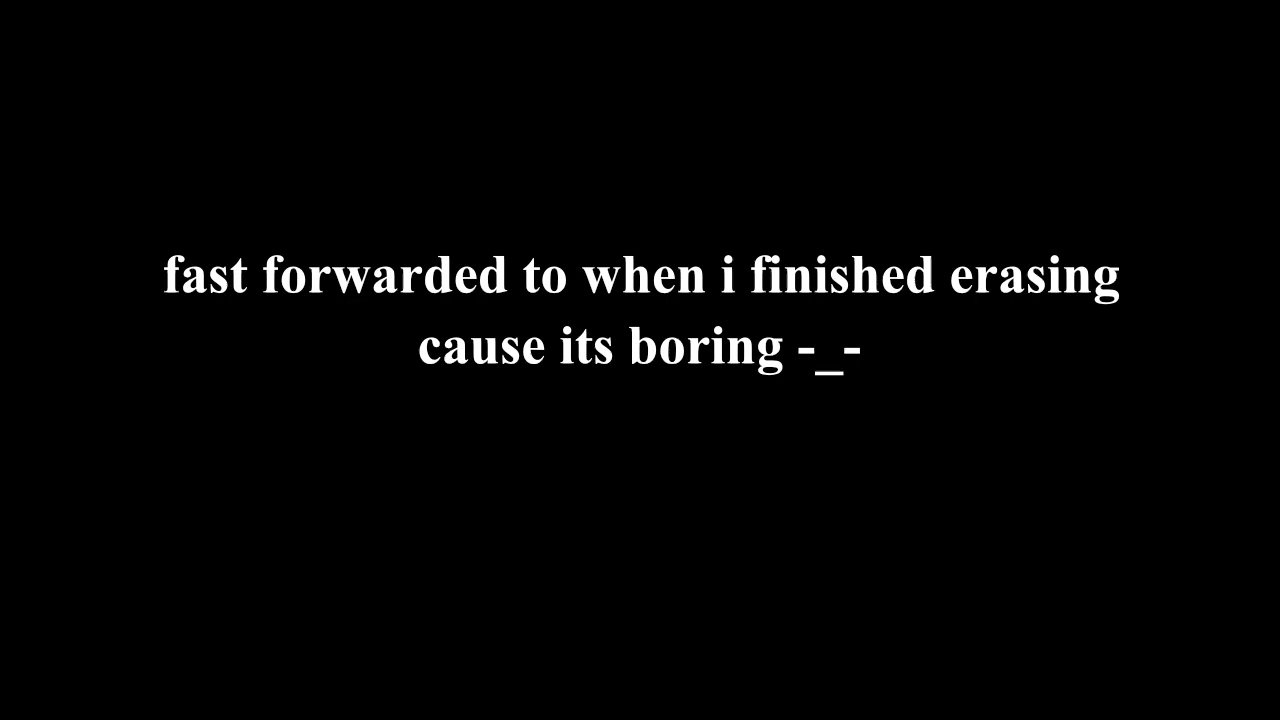 fast forwarded to when i finished erasing
cause its boring -_-